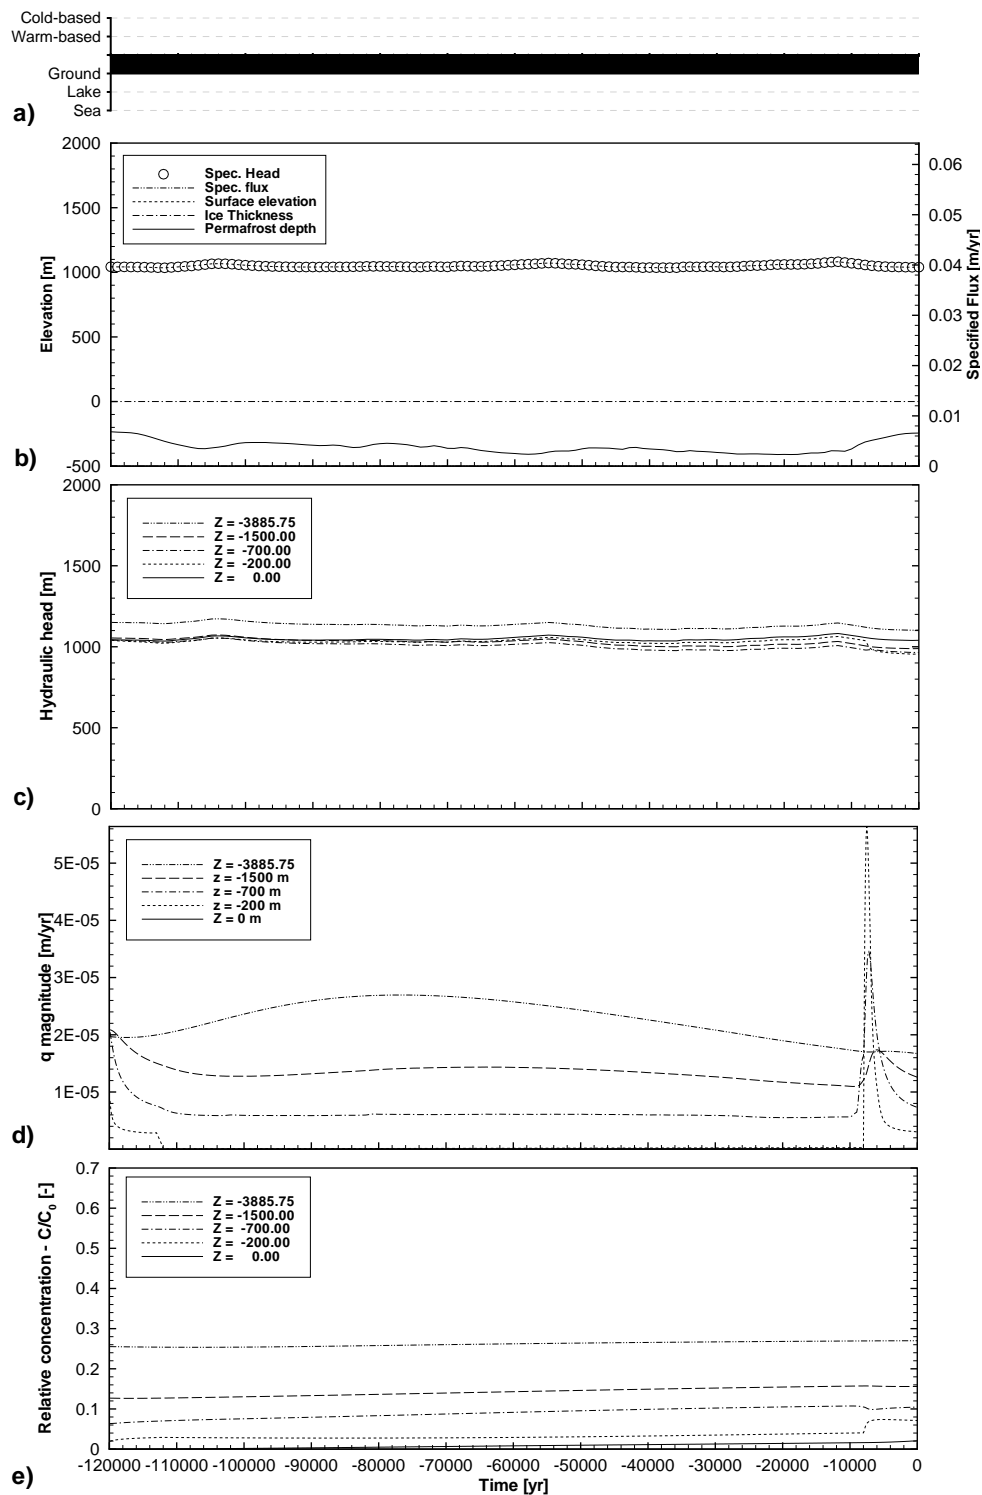 Cold-based
Warm-based
Ground
Lake
Sea
a)
2000
1500
1000
500
0
-500
Elevation [m]
Spec. Head
Spec. flux
Surface elevation
Ice Thickness
Permafrost depth
0.06
0.05
0.04
0.03
0.02
0.01
0
Specified Flux [m/yr]
b)
2000
1500
1000
500
0
Hydraulic head [m]
Z = -3885.75
Z = -1500.00
Z = -700.00
Z = -200.00
Z = 0.00
c)
5E-05
4E-05
3E-05
2E-05
1E-05
q magnitude [m/yr]
Z = -3885.75
z = -1500 m
z = -700 m
z = -200 m
Z = 0 m
d)
0.7
0.6
0.5
0.4
0.3
0.2
0.1
0
Relative concentration - C/C0 [-]
Z = -3885.75
Z = -1500.00
Z = -700.00
Z = -200.00
Z = 0.00
-120000 -110000 -100000 -90000 -80000 -70000 -60000 -50000 -40000 -30000 -20000 -10000 0
Time [yr]
e)